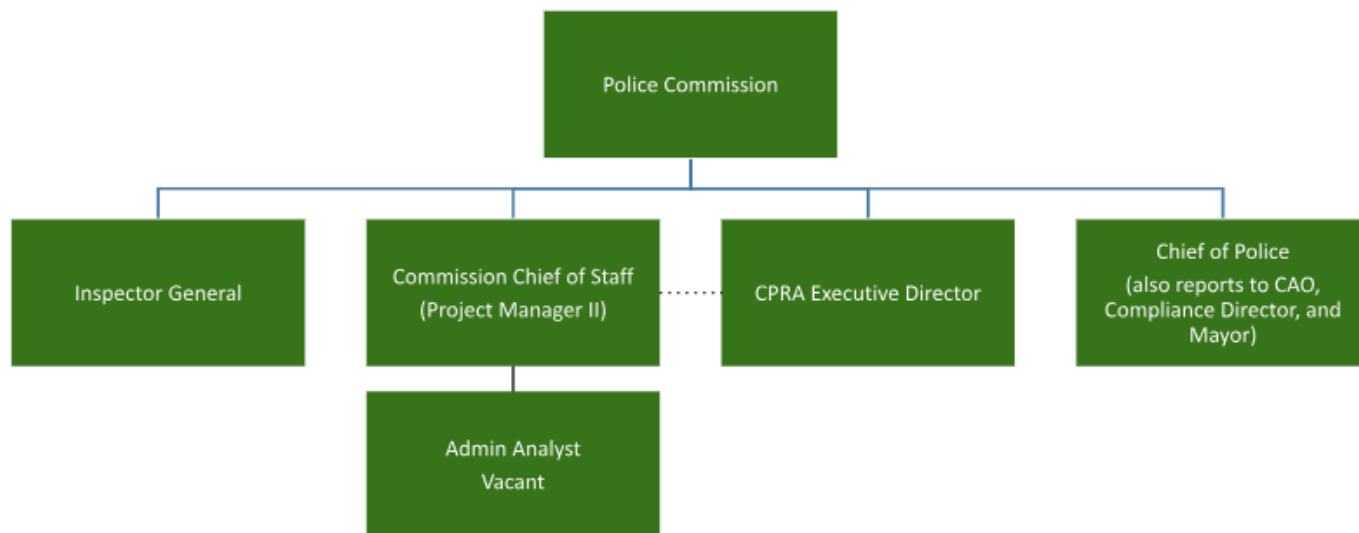 Police Commission
Inspector General
Commission Chief of Staff
(Project Manager II)
CPRA Executive Director
Chief of Police
(also reports to CAO,
Compliance Director, and
Mayor)
Admin Analyst
Vacant